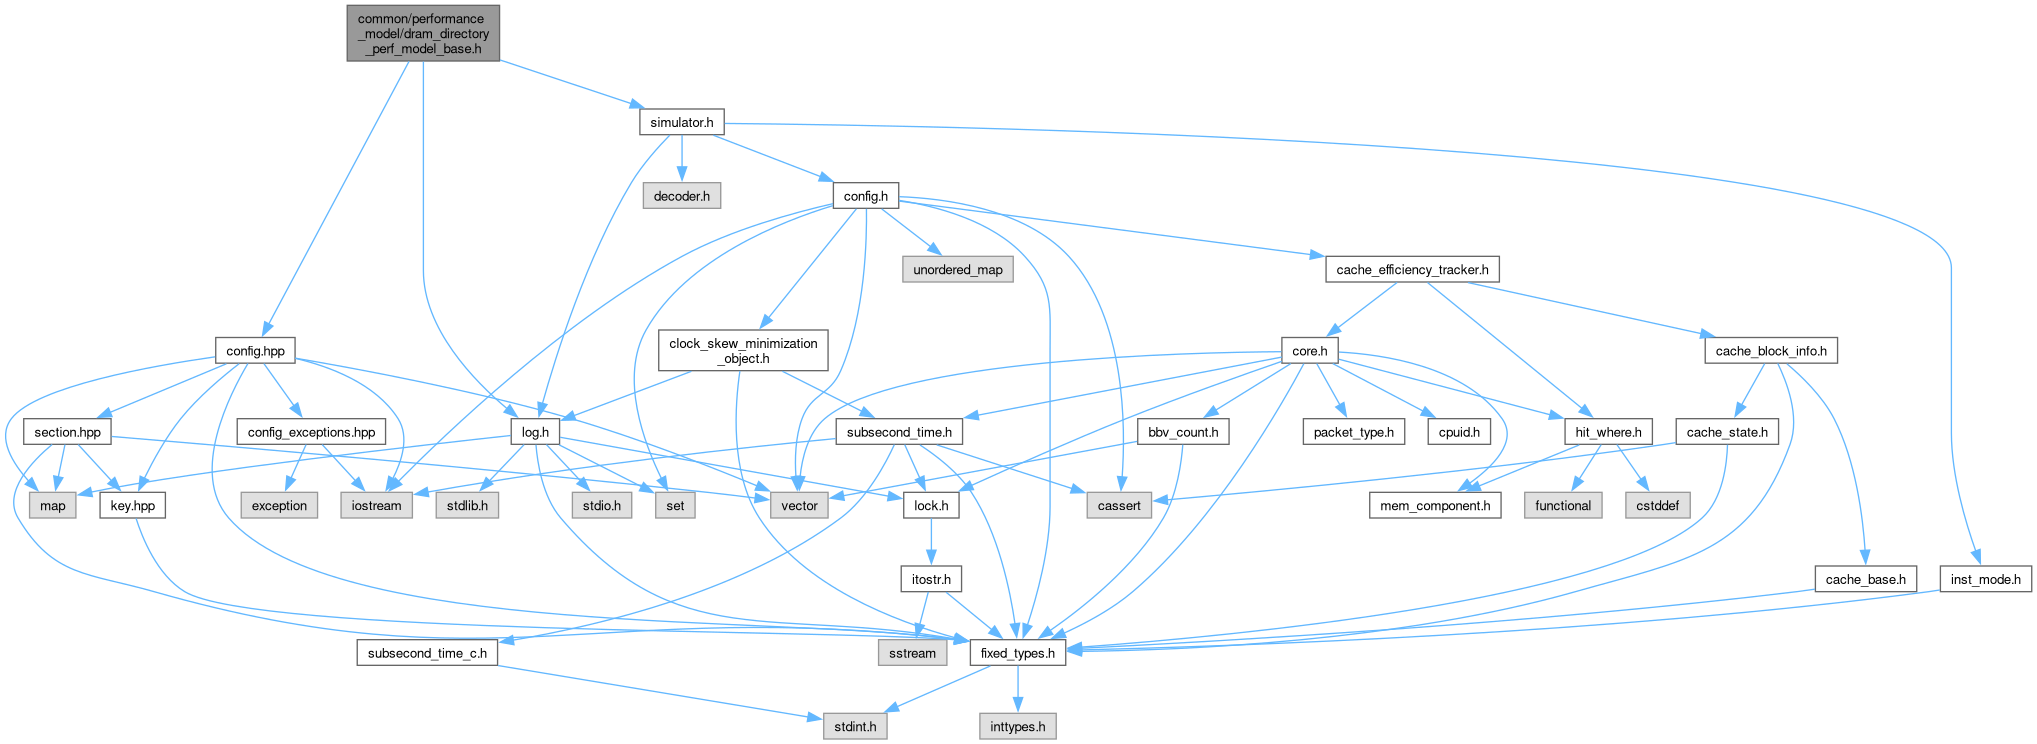 common/performance
_model/dram_directory
_perf_model_base.h
simulator.h
decoder.h
config.h
unordered_map
cache_efficiency_tracker.h
config.hpp
clock_skew_minimization
_object.h
core.h
cache_block_info.h
section.hpp
config_exceptions.hpp
log.h
subsecond_time.h
bbv_count.h
packet_type.h
cpuid.h
hit_where.h
cache_state.h
map
key.hpp
exception
iostream
stdlib.h
stdio.h
set
vector
lock.h
cassert
mem_component.h
functional
cstddef
itostr.h
cache_base.h
inst_mode.h
subsecond_time_c.h
sstream
fixed_types.h
stdint.h
inttypes.h